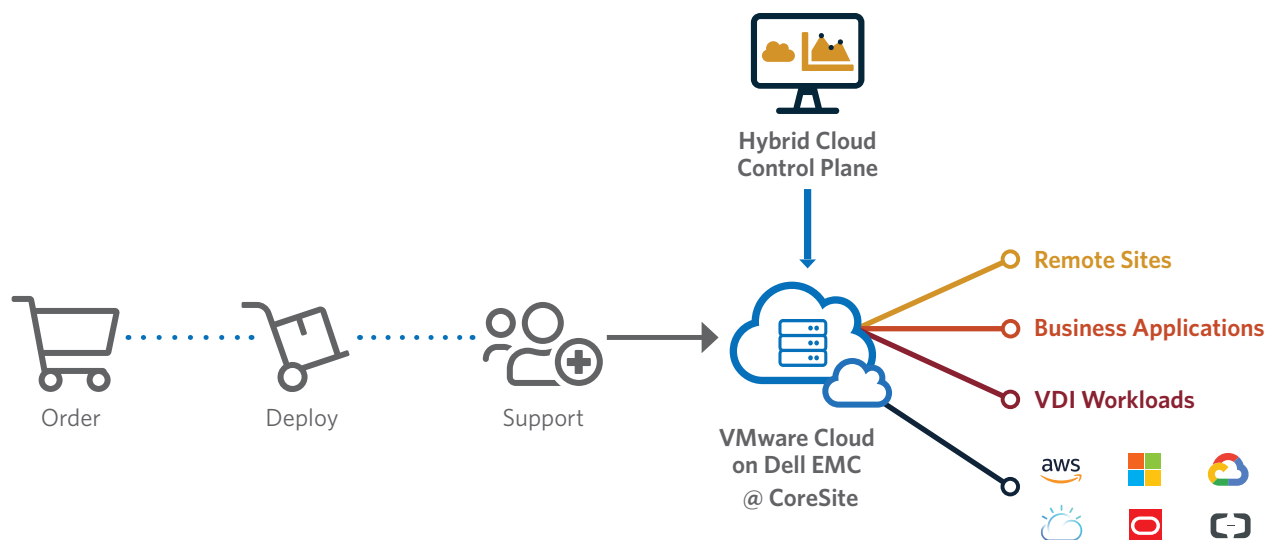 Hybrid Cloud
Control Plane
Remote Sites
Business Applications
VDI Workloads
Order
Deploy
Support
VMware Cloud
on Dell EMC
@ CoreSite
aws